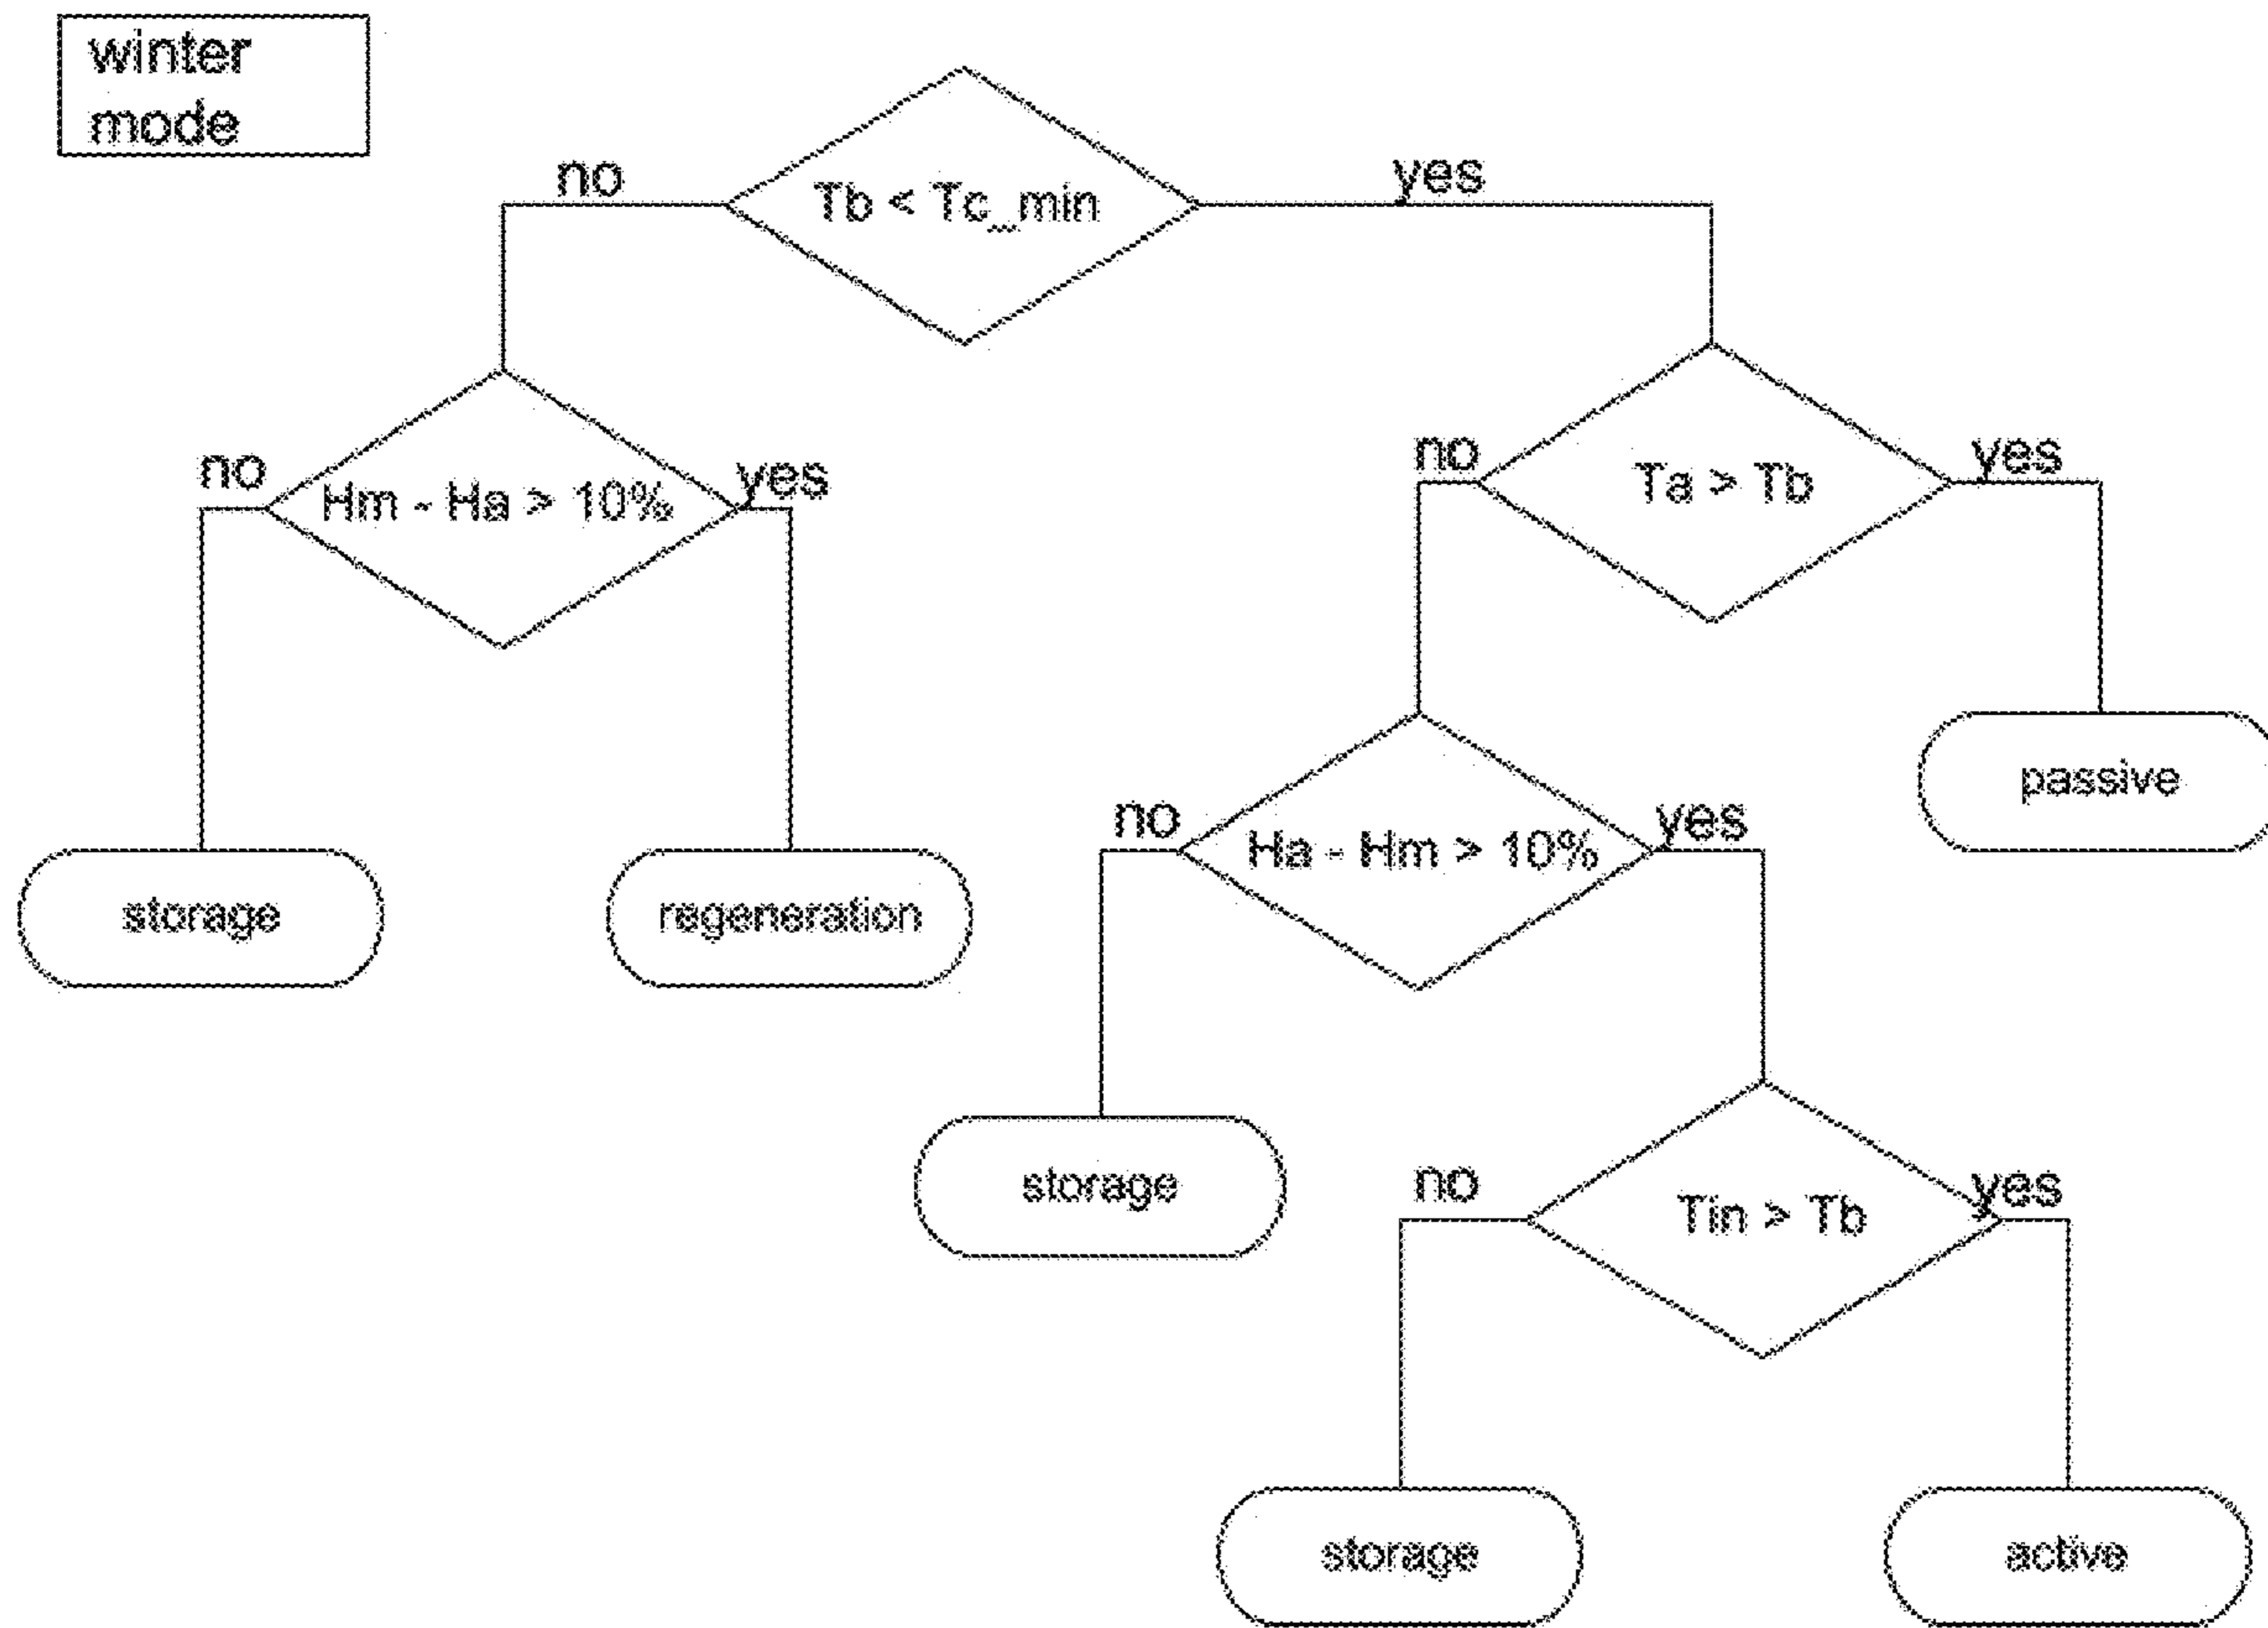 winter
mode
no
Tb < Tc_min
yes
no
Hm - Ha > 10%
yes
no
Ta > Tb
yes
passive
no
Ha - Hm > 10%
yes
storage
regeneration
storage
no
Tin > Tb
yes
storage
active